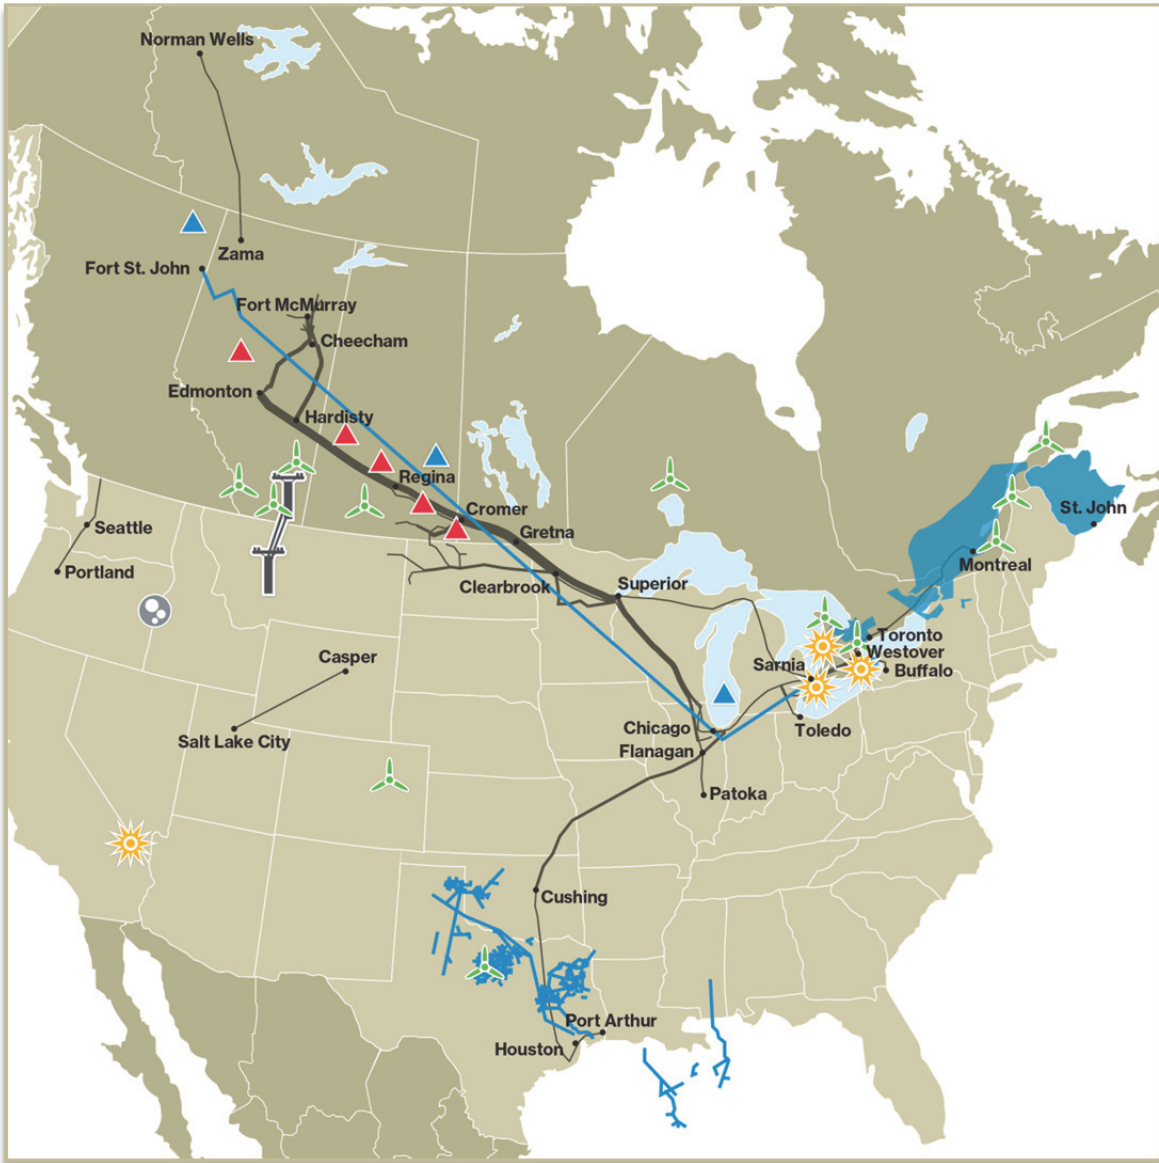 Norman Wells
Zama
Fort St. John
Fort McMurray
Cheecham
Edmonton
Hardisty
Regina
Cromer
Gretna
St. John
Seattle
Montreal
Portland
Clearbrook
Superior
Toronto
Westover
Casper
Sarnia
Buffalo
Salt Lake City
Chicago
Toledo
Flanagan
Patoka
Cushing
Port Arthur
Houston